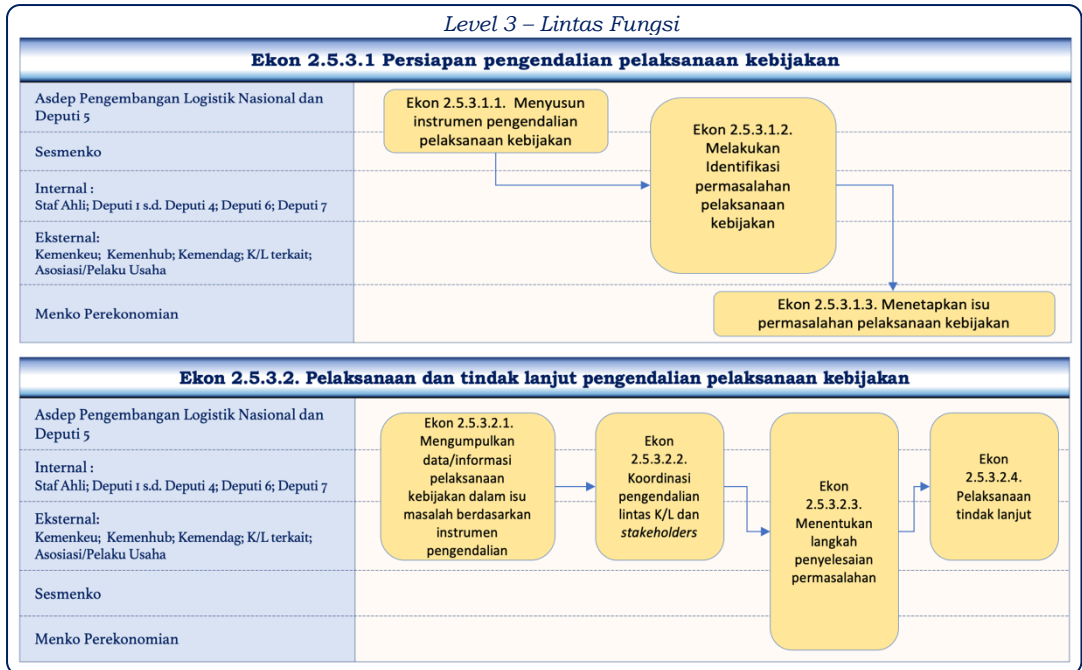 Level 3 – Lintas Fungsi
Ekon 2.5.3.1 Persiapan pengendalian pelaksanaan kebijakan
Asdep Pengembangan Logistik Nasional dan
Deputi 5
Sesmenko
Internal :
Staf Ahli; Deputi 1 s.d. Deputi 4; Deputi 6; Deputi 7
Eksternal:
Kemenkeu; Kemenhub; Kemendag; K/L terkait;
Asosiasi/Pelaku Usaha
Menko Perekonomian
Ekon 2.5.3.1.1. Menyusun
instrumen pengendalian
pelaksanaan kebijakan
Ekon 2.5.3.1.2.
Melakukan
Identifikasi
permasalahan
pelaksanaan
kebijakan
Ekon 2.5.3.1.3. Menetapkan isu
permasalahan pelaksanaan kebijakan
Ekon 2.5.3.2. Pelaksanaan dan tindak lanjut pengendalian pelaksanaan kebijakan
Asdep Pengembangan Logistik Nasional dan
Deputi 5
Internal :
Staf Ahli; Deputi 1 s.d. Deputi 4; Deputi 6; Deputi 7
Eksternal:
Kemenkeu; Kemenhub; Kemendag; K/L terkait;
Asosiasi/Pelaku Usaha
Sesmenko
Menko Perekonomian
Ekon 2.5.3.2.1.
Mengumpulkan
data/informasi
pelaksanaan
kebijakan dalam isu
masalah berdasarkan
instrumen
pengendalian
Ekon
2.5.3.2.2.
Koordinasi
pengendalian
lintas K/L dan
stakeholders
Ekon
2.5.3.2.3.
Menentukan
langkah
penyelesaian
permasalahan
Ekon
2.5.3.2.4.
Pelaksanaan
tindak lanjut